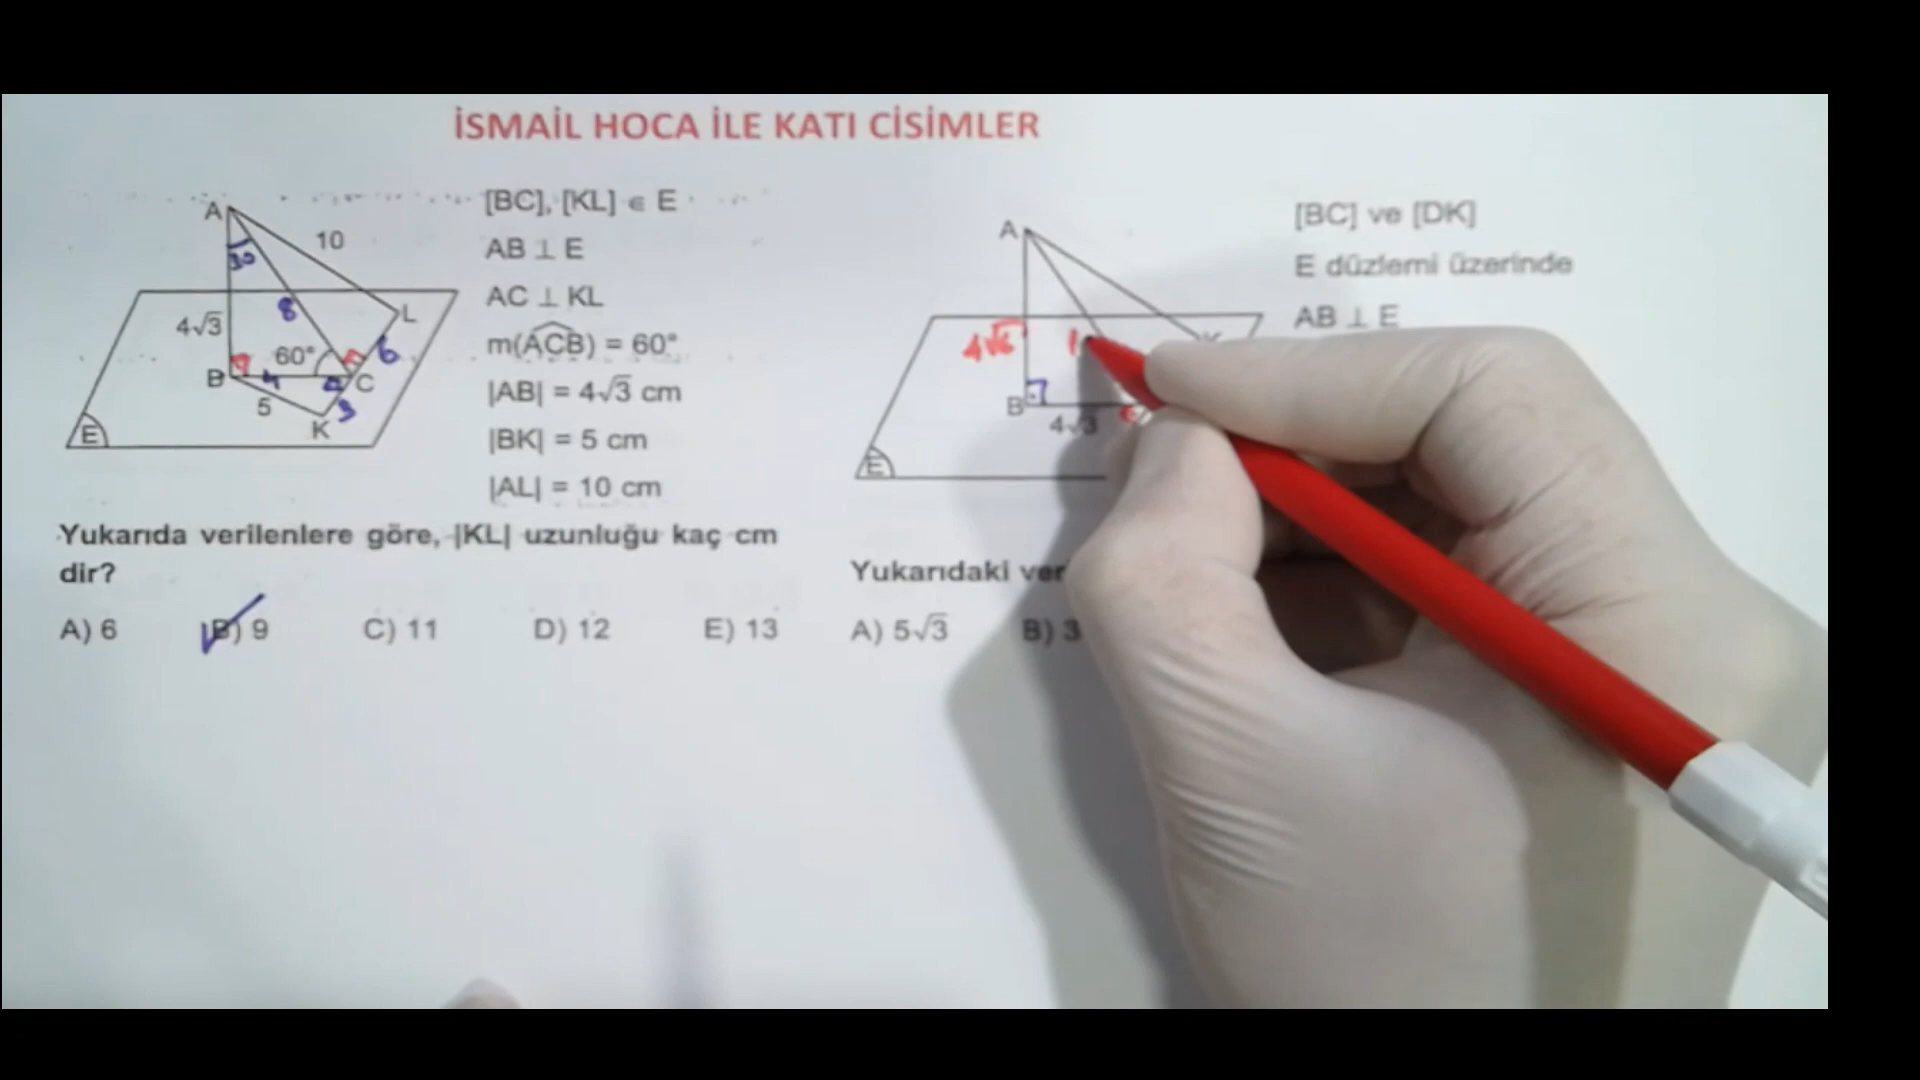 İSMAİL HOCA İLE KATI CİSİMLER
A
30
10
8
4√3
60°
L
6
B
4
C
5
3
K
E
[BC], [KL] ∊ E
AB ⊥ E
AC ⊥ KL
m(ACB) = 60°
|AB| = 4√3 cm
|BK| = 5 cm
|AL| = 10 cm
Yukarıda verilenlere göre, |KL| uzunluğu kaç cm
dir?
A) 6 B) 9 C) 11 D) 12 E) 13
A
4√6
1
B
4√3
E
[BC] ve [DK]
E düzlemi üzerinde
AB ⊥ E
Yukarıdaki
A) 5√3 B) 3